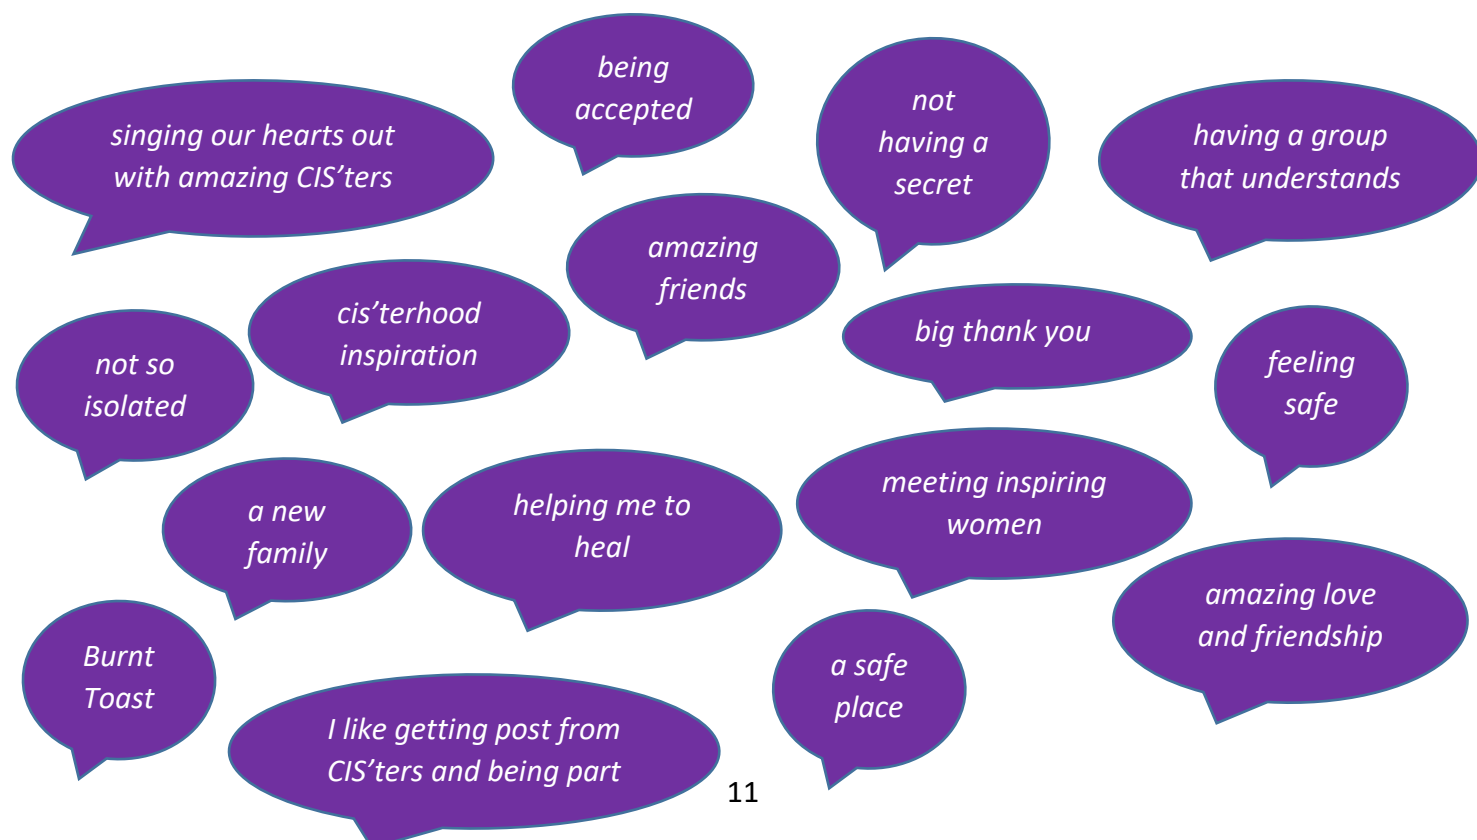 being
accepted
singing our hearts out
with amazing CIS'ters
not
having a
secret
having a group
that understands
amazing
friends
cis'terhood
inspiration
big thank you
not so
isolated
feeling
safe
a new
family
helping me to
heal
meeting inspiring
women
amazing love
and friendship
Burnt
Toast
a safe
place
I like getting post from
CIS'ters and being part
11